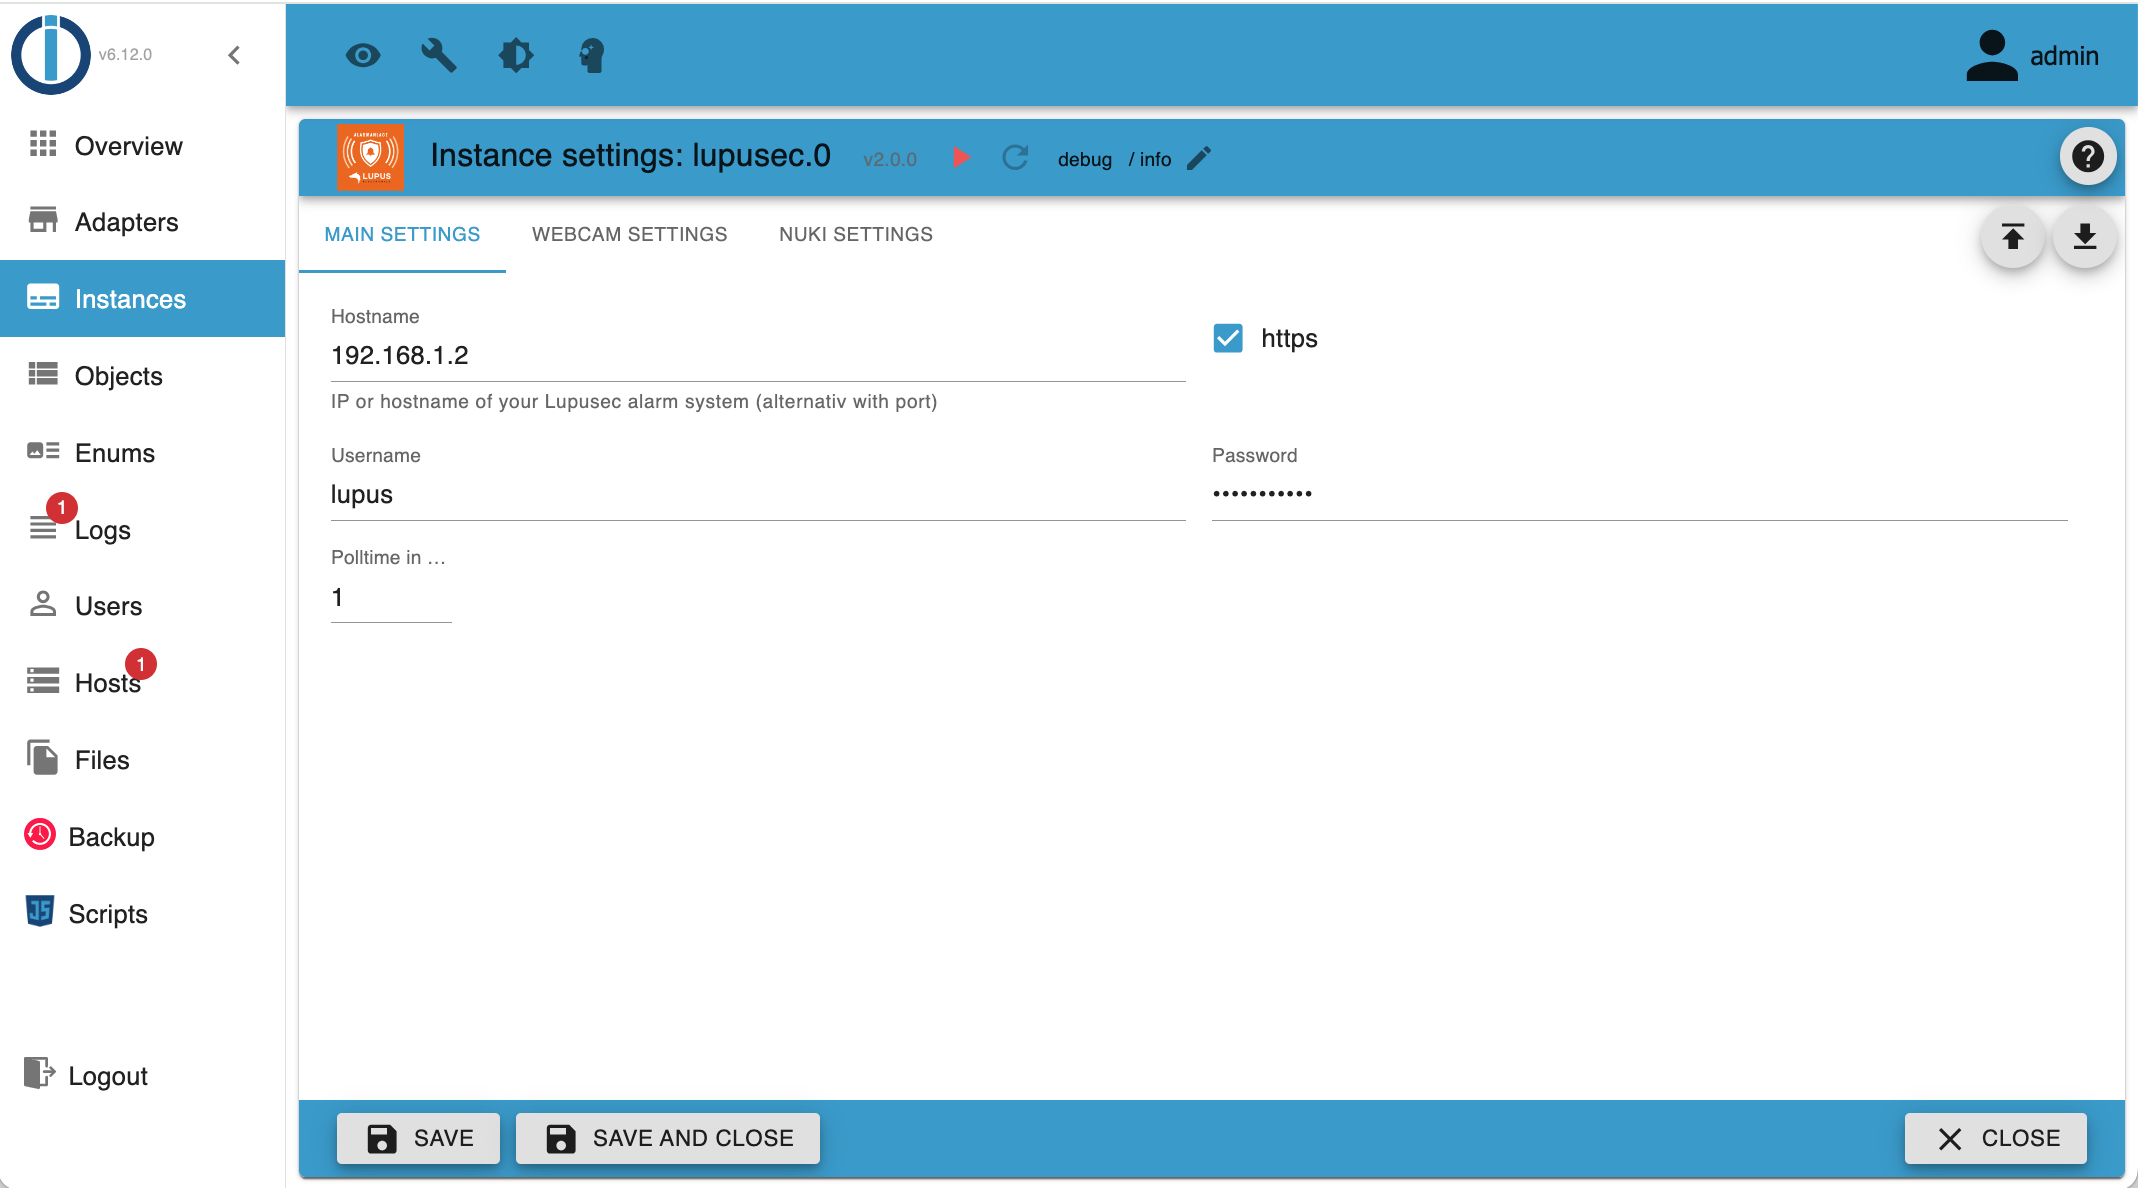 v6.12.0
admin
Overview
Adapters
Instances
Objects
Enums
1
Logs
Users
1
Hosts
Files
Backup
JS
Scripts
Logout
ALARMANLAGE
LUPUS
Instance settings: lupusec.0 v2.0.0 debug / info
MAIN SETTINGS WEBCAM SETTINGS NUKI SETTINGS
Hostname
192.168.1.2
https
IP or hostname of your Lupusec alarm system (alternativ with port)
Username
lupus
Password
•••••••••••
Polltime in …
1
SAVE SAVE AND CLOSE CLOSE